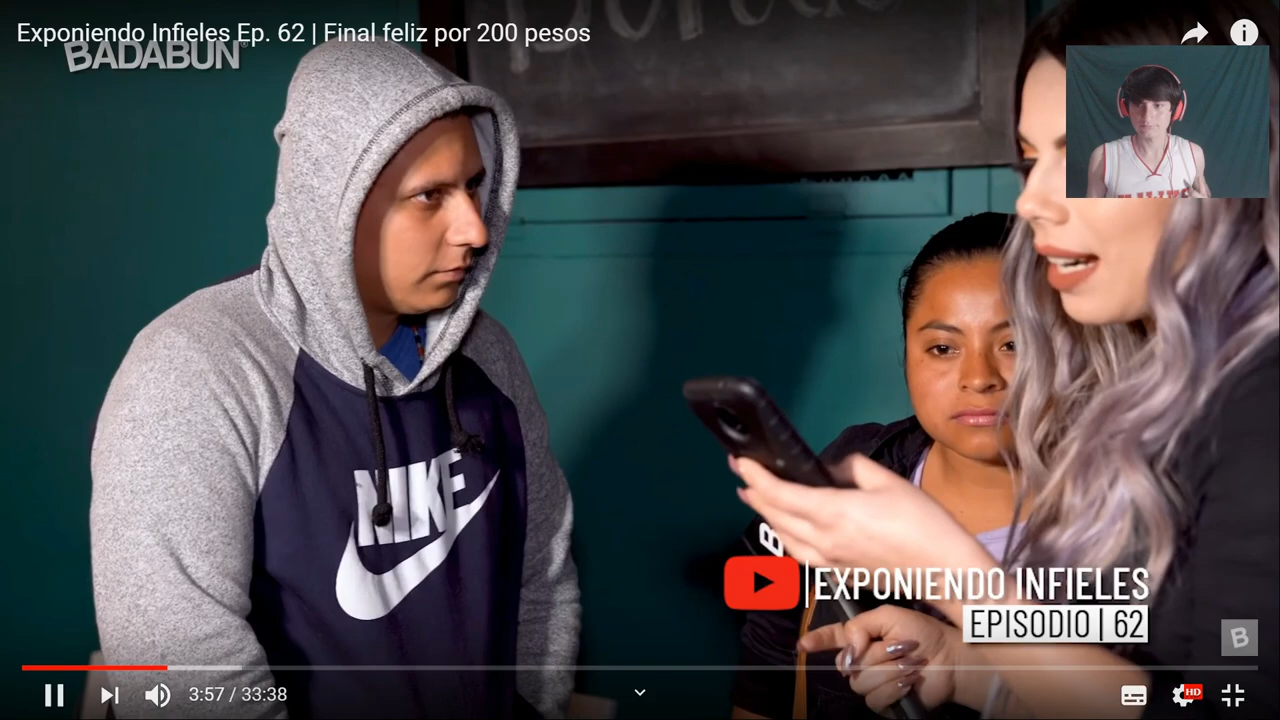 Exponiendo Infieles Ep. 62 | Final feliz por 200 pesos
BADABUN
NIKE
EXPONIENDO INFIELES
EPISODIO | 62
B
3:57 / 33:38
HD